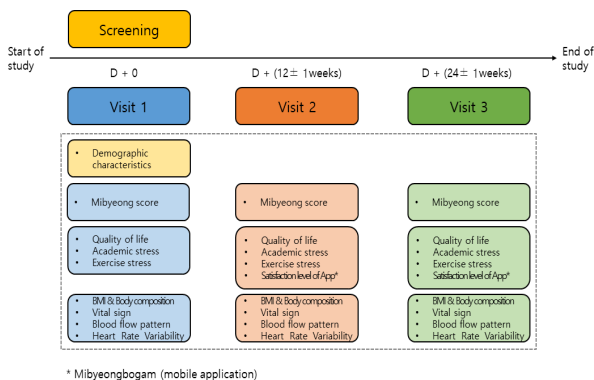 Screening
Start of
study
End of
study
D + 0
D + (12± 1weeks)
D + (24± 1weeks)
Visit 1
Visit 2
Visit 3
• Demographic
characteristics
• Mibyeong score
• Mibyeong score
• Mibyeong score
• Quality of life
• Academic stress
• Exercise stress
• Quality of life
• Academic stress
• Exercise stress
• Satisfaction level of App*
• Quality of life
• Academic stress
• Exercise stress
• Satisfaction level of App*
• BMI & Body composition
• Vital sign
• Blood flow pattern
• Heart Rate Variability
• BMI & Body composition
• Vital sign
• Blood flow pattern
• Heart Rate Variability
• BMI & Body composition
• Vital sign
• Blood flow pattern
• Heart Rate Variability
* Mibyeongbogam (mobile application)